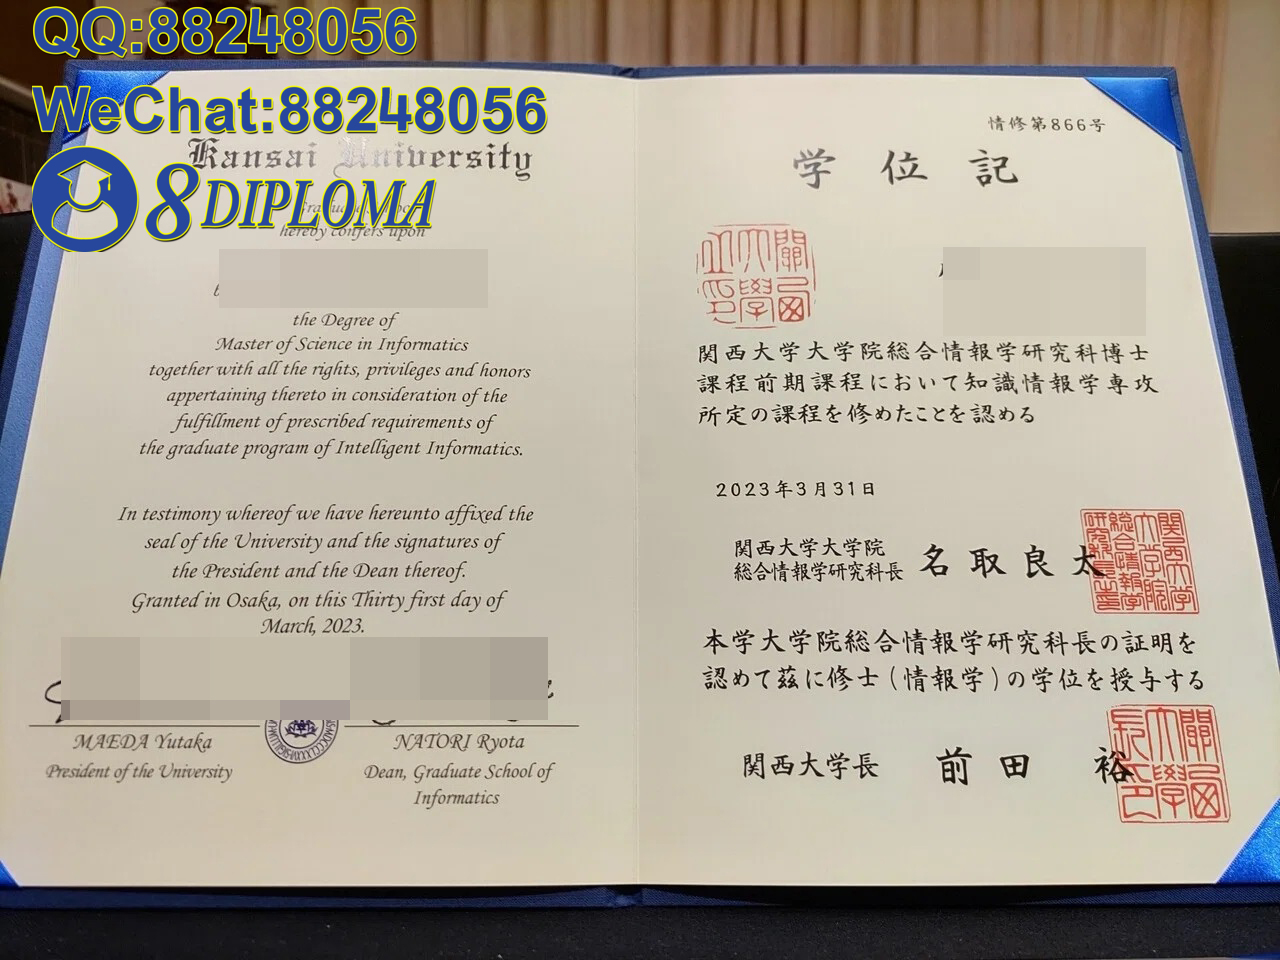 QQ:88248056
WeChat:88248056
8DIPLOMA
Kansai University
hereby confers upon
the Degree of
Master of Science in Informatics
together with all the rights, privileges and honors
appertaining thereto in consideration of the
fulfillment of prescribed requirements of
the graduate program of Intelligent Informatics.
In testimony whereof we have hereunto affixed the
seal of the University and the signatures of
the President and the Dean thereof.
Granted in Osaka, on this Thirty first day of
March, 2023.
MAEDA Yutaka
President of the University
NATORI Ryota
Dean, Graduate School of
Informatics
情修第866号
学位記
関西大学大学院総合情報学研究科博士
課程前期課程において知識情報学専攻
所定の課程を修めたことを認める
2023年3月31日
関西大学大学院
総合情報学研究科長 名取良太
本学大学院総合情報学研究科長の証明を
認めて茲に修士(情報学)の学位を授与する
関西大学長 前田 裕